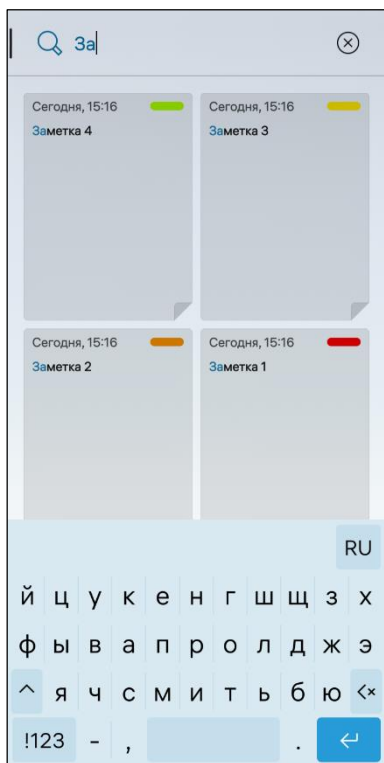 За
Сегодня, 15:16
Заметка 4
Сегодня, 15:16
Заметка 3
Сегодня, 15:16
Заметка 2
Сегодня, 15:16
Заметка 1
RU
й ц у к е н г ш щ з х
ф ы в а п р о л д ж э
я ч с м и т ь б ю
!123 - , .